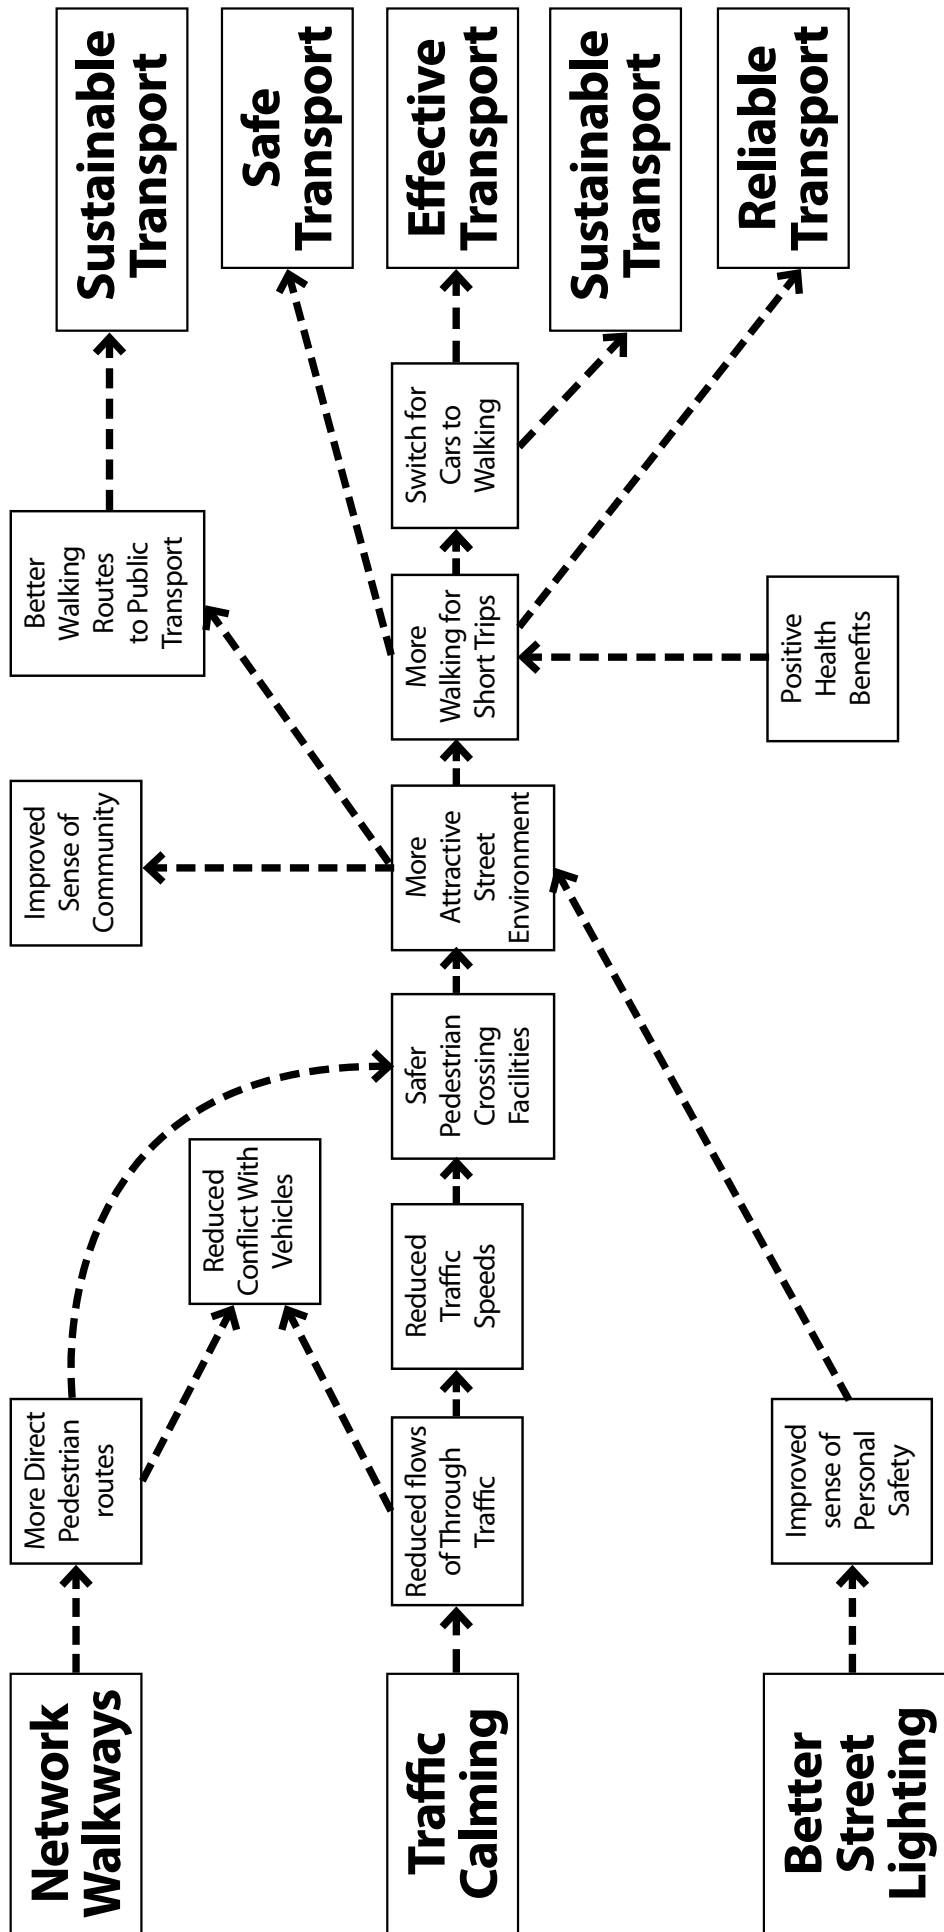 Network
Walkways
More Direct
Pedestrian
routes
Improved
Sense of
Community
Better
Walking
Routes
to Public
Transport
Sustainable
Transport
Reduced
Conflict With
Vehicles
Safe
Transport
Traffic
Calming
Reduced flows
of Through
Traffic
Reduced
Traffic
Speeds
Safer
Pedestrian
Crossing
Facilities
More
Attractive
Street
Environment
More
Walking for
Short Trips
Switch for
Cars to
Walking
Effective
Transport
Sustainable
Transport
Better
Street
Lighting
Improved
sense of
Personal
Safety
Positive
Health
Benefits
Reliable
Transport